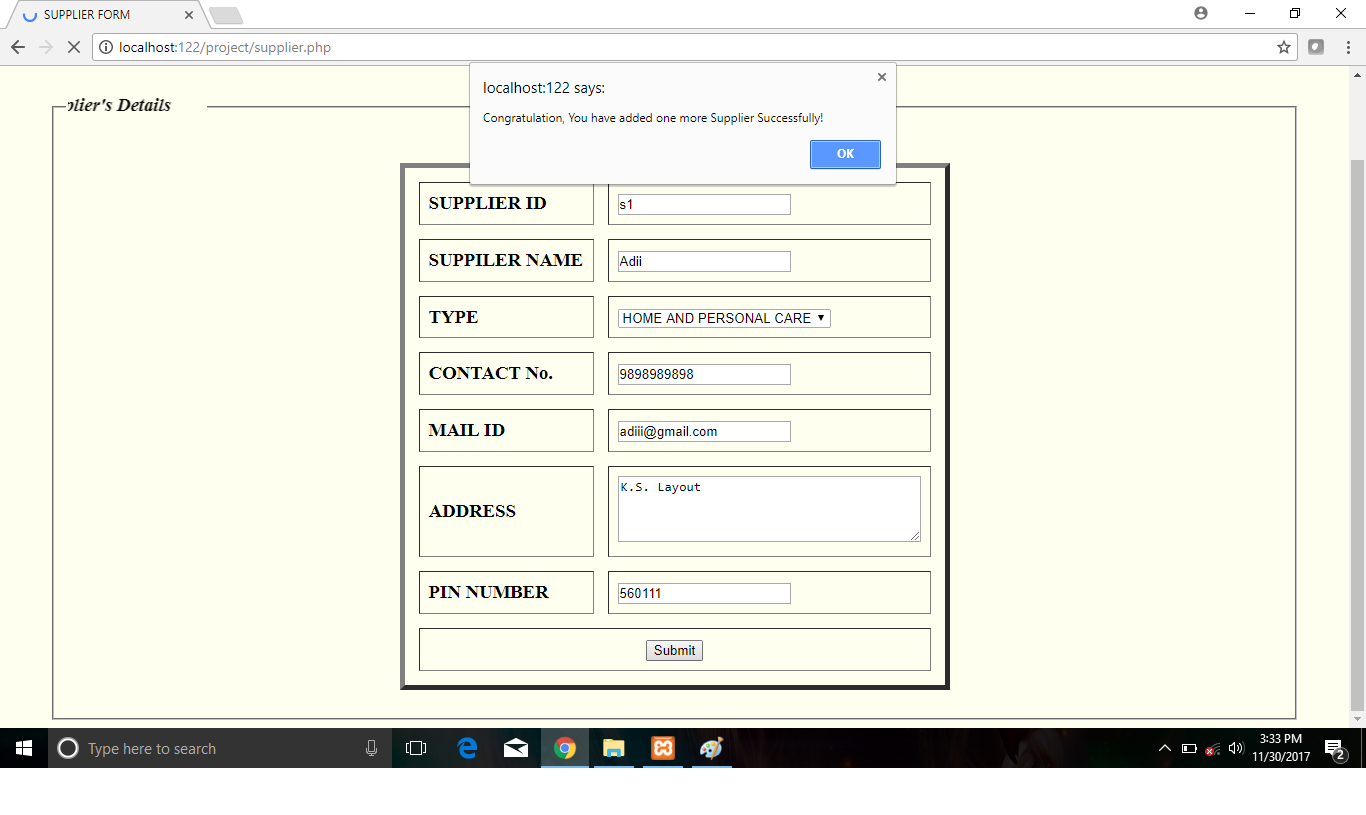 SUPPLIER FORM
localhost:122/project/supplier.php
localhost:122 says:
Congratulation, You have added one more Supplier Successfully!
OK
plier's Details
SUPPLIER ID s1
SUPPILER NAME Adii
TYPE HOME AND PERSONAL CARE
CONTACT No. 9898989898
MAIL ID adiii@gmail.com
ADDRESS K.S. Layout
PIN NUMBER 560111
Submit
Type here to search
3:33 PM
11/30/2017
2